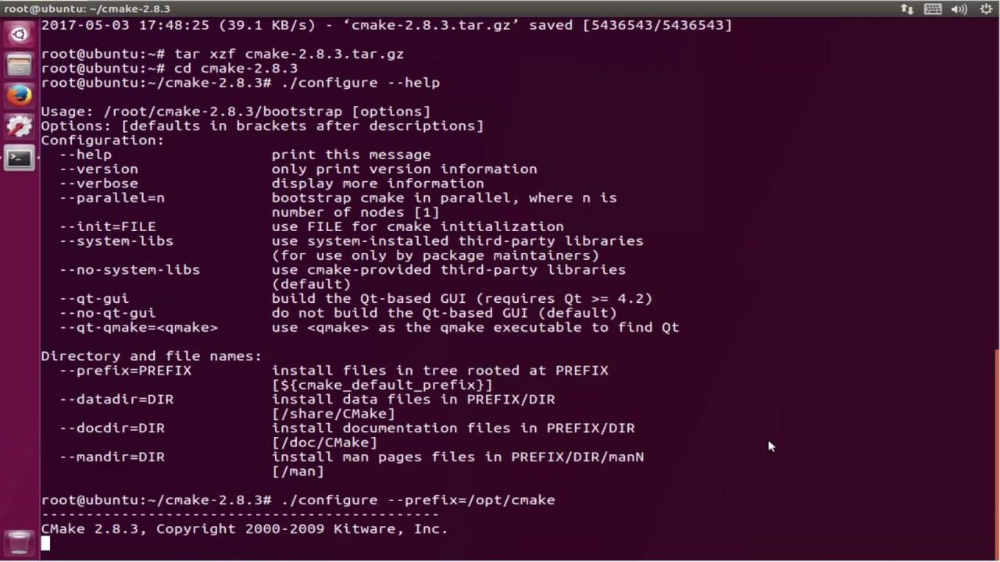 root@ubuntu: ~/cmake-2.8.3
2017-05-03 17:48:25 (39.1 KB/s) - ‘cmake-2.8.3.tar.gz’ saved [5436543/5436543]
root@ubuntu:~# tar xzf cmake-2.8.3.tar.gz
root@ubuntu:~# cd cmake-2.8.3
root@ubuntu:~/cmake-2.8.3# ./configure --help
Usage: /root/cmake-2.8.3/bootstrap [options]
Options: [defaults in brackets after descriptions]
Configuration:
  --help                  print this message
  --version               only print version information
  --verbose               display more information
  --parallel=n            bootstrap cmake in parallel, where n is
                          number of nodes [1]
  --init=FILE             use FILE for cmake initialization
  --system-libs           use system-installed third-party libraries
                          (for use only by package maintainers)
  --no-system-libs        use cmake-provided third-party libraries
                          (default)
  --qt-gui                build the Qt-based GUI (requires Qt >= 4.2)
  --no-qt-gui             do not build the Qt-based GUI (default)
  --qt-qmake=<qmake>      use <qmake> as the qmake executable to find Qt
Directory and file names:
  --prefix=PREFIX         install files in tree rooted at PREFIX
                          [${cmake_default_prefix}]
  --datadir=DIR           install data files in PREFIX/DIR
                          [/share/CMake]
  --docdir=DIR            install documentation files in PREFIX/DIR
                          [/doc/CMake]
  --mandir=DIR            install man pages files in PREFIX/DIR/manN
                          [/man]
root@ubuntu:~/cmake-2.8.3# ./configure --prefix=/opt/cmake
---------------------------------------------
CMake 2.8.3, Copyright 2000-2009 Kitware, Inc.